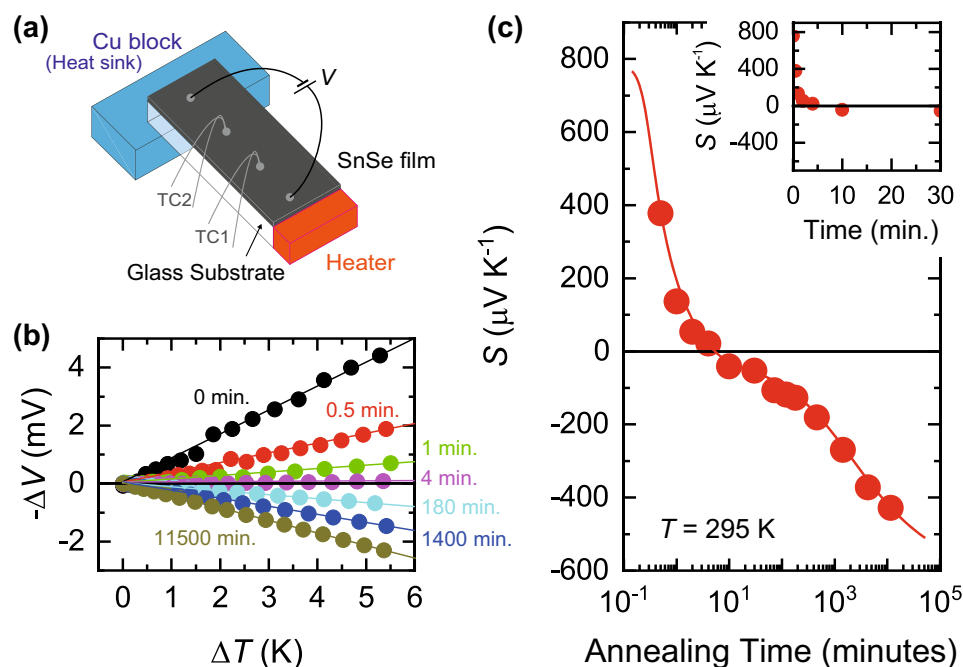 (a)
Cu block
(Heat sink)
V
SnSe film
TC2
TC1
Glass Substrate
Heater
(b)
-ΔV (mV)
4
2
0
-2
0 min.
0.5 min.
1 min.
4 min.
180 min.
1400 min.
11500 min.
0 1 2 3 4 5 6
ΔT (K)
(c)
S (μV K⁻¹)
800
600
400
200
0
-200
-400
-600
T = 295 K
10⁻¹ 10¹ 10³ 10⁵
Annealing Time (minutes)
S (μV K⁻¹)
800
400
0
-400
0 10 20 30
Time (min.)